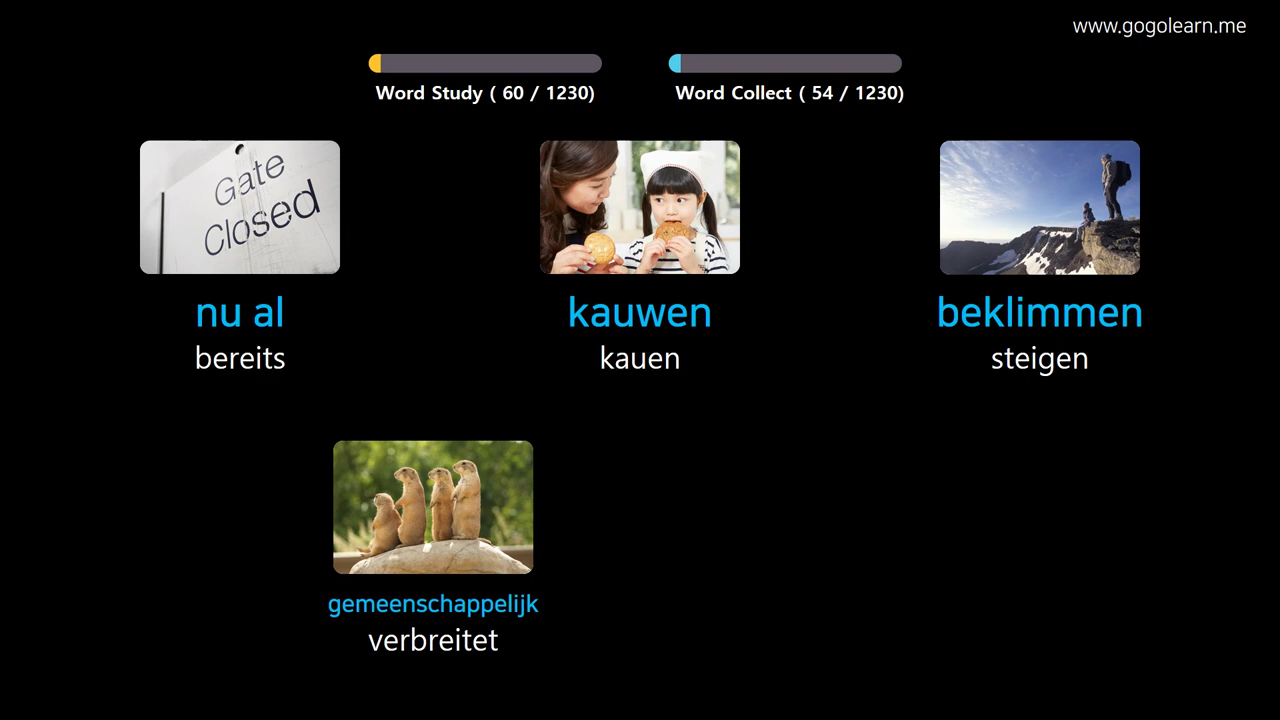 www.gogolearn.me
Word Study ( 60 / 1230)
Word Collect ( 54 / 1230)
Gate
Closed
nu al
bereits
kauwen
kauen
beklimmen
steigen
gemeenschappelijk
verbreitet